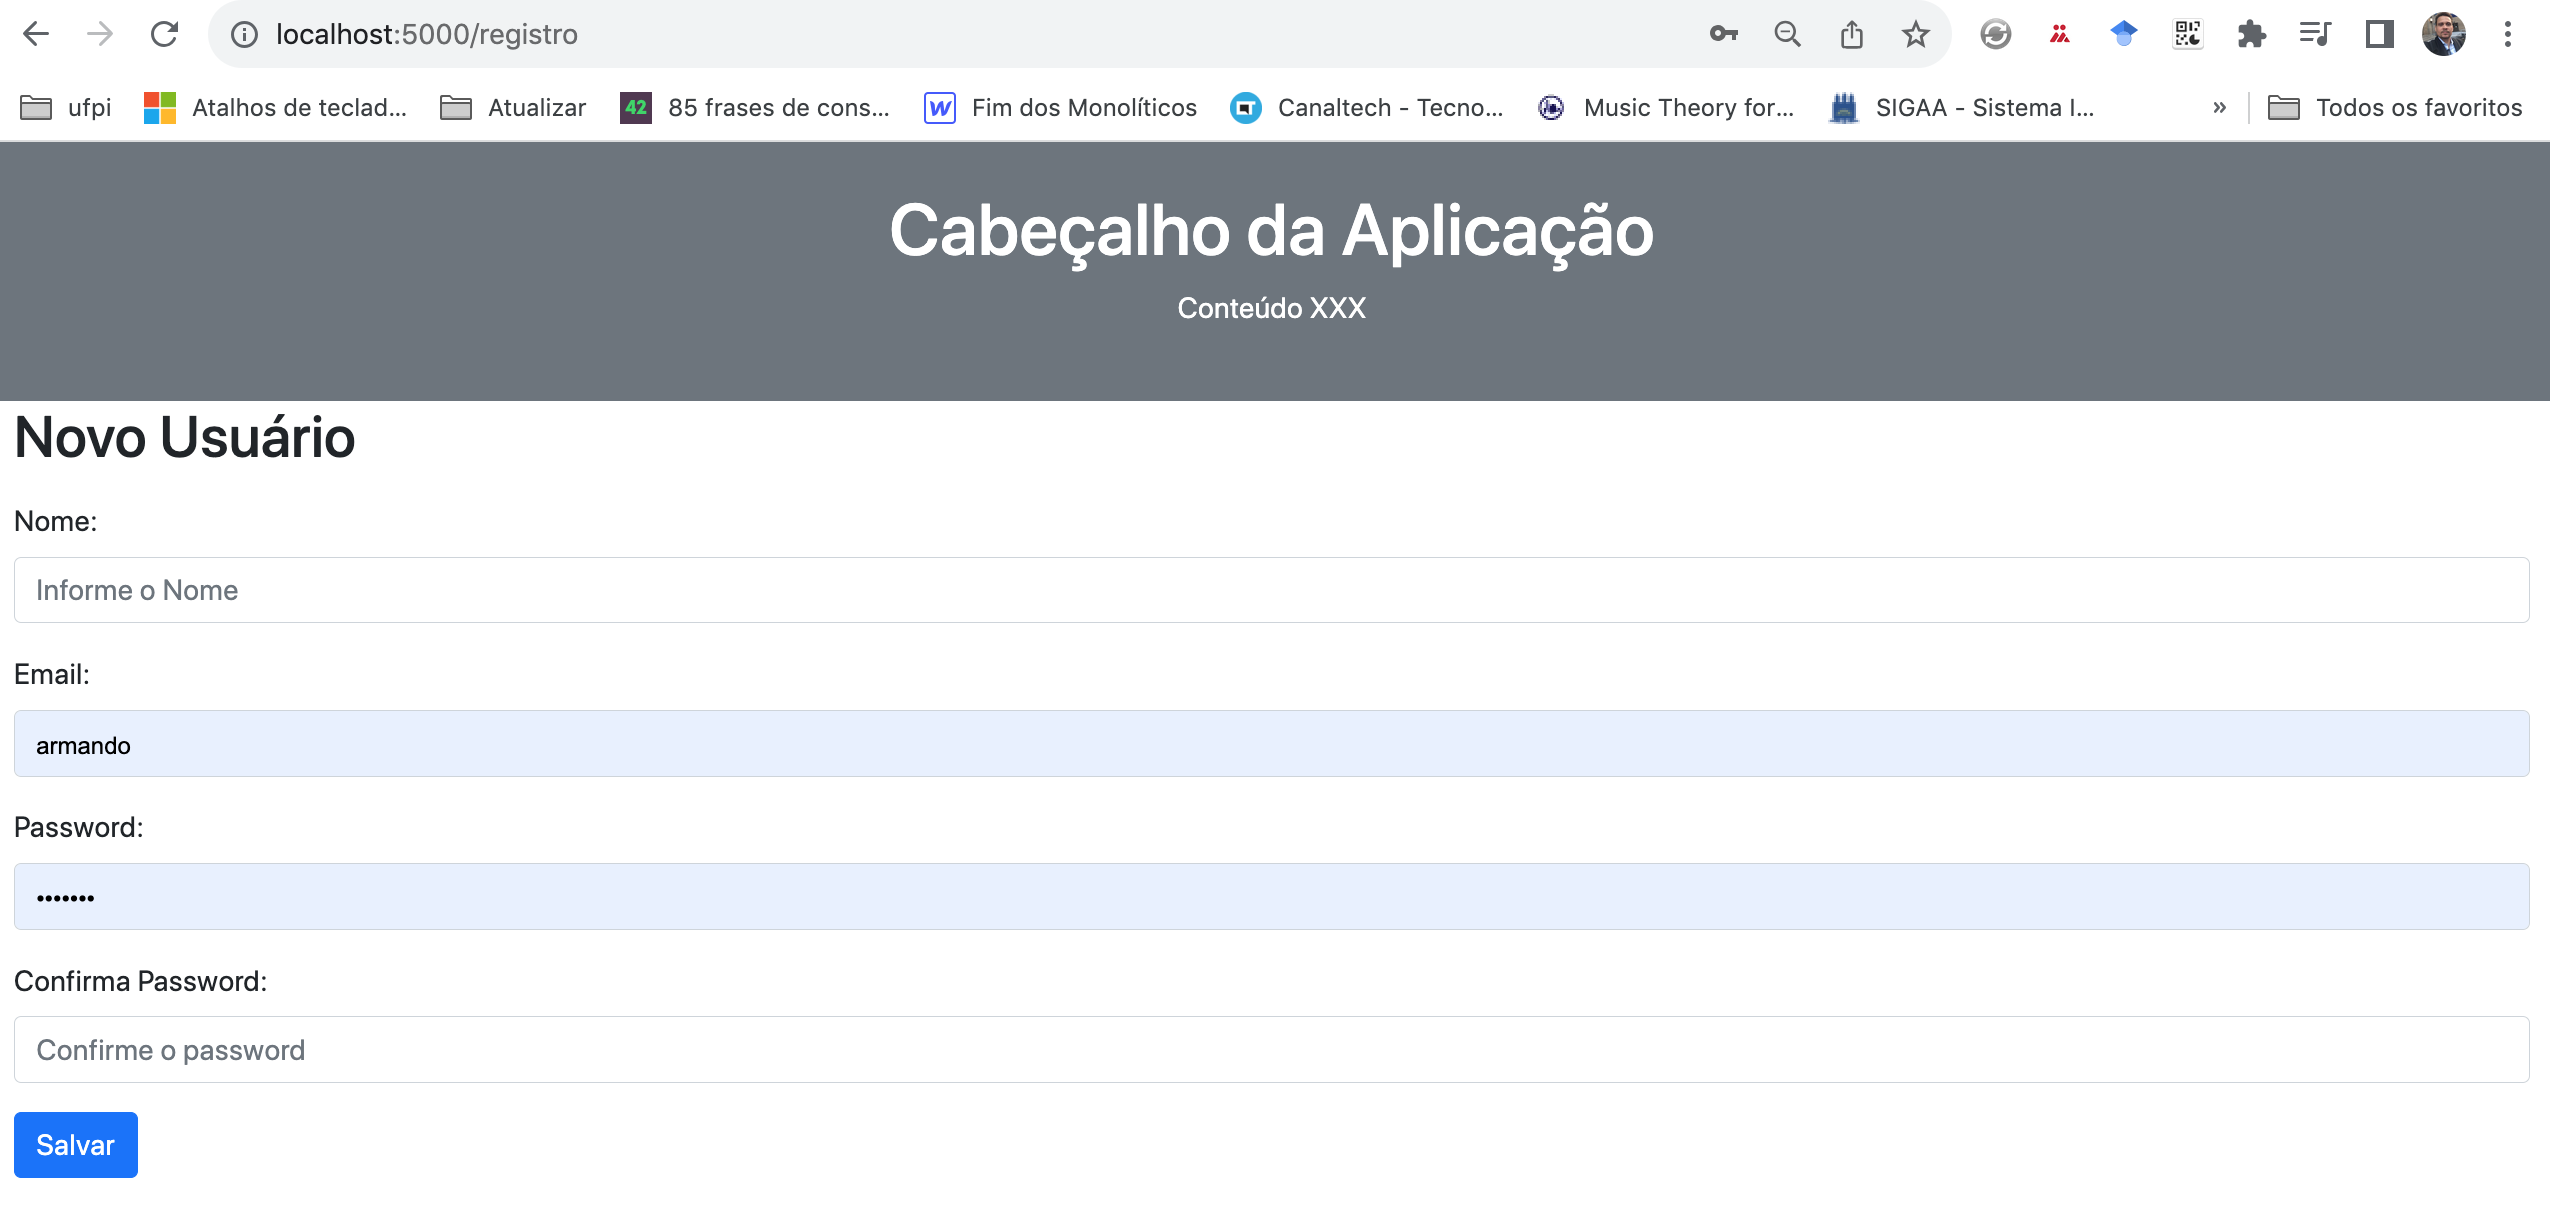 localhost:5000/registro
ufpi Atalhos de teclad... Atualizar 42 85 frases de cons... W Fim dos Monolíticos Canaltech - Tecno... Music Theory for... SIGAA - Sistema I... » Todos os favoritos
Cabeçalho da Aplicação
Conteúdo XXX
Novo Usuário
Nome:
Informe o Nome
Email:
armando
Password:
•••••••
Confirma Password:
Confirme o password
Salvar